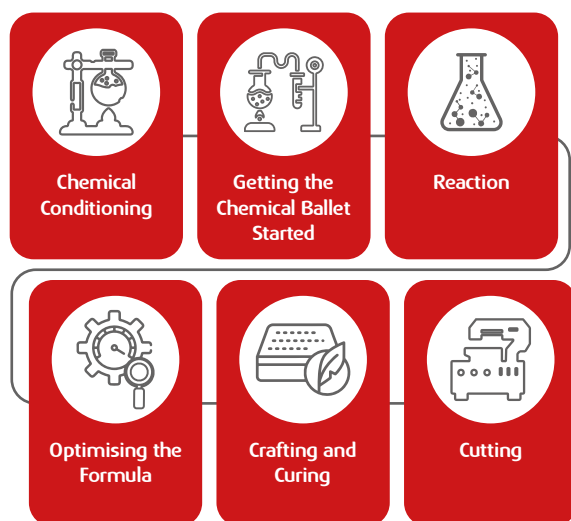 Chemical
Conditioning
Getting the
Chemical Ballet
Started
Reaction
Optimising the
Formula
Crafting and
Curing
Cutting